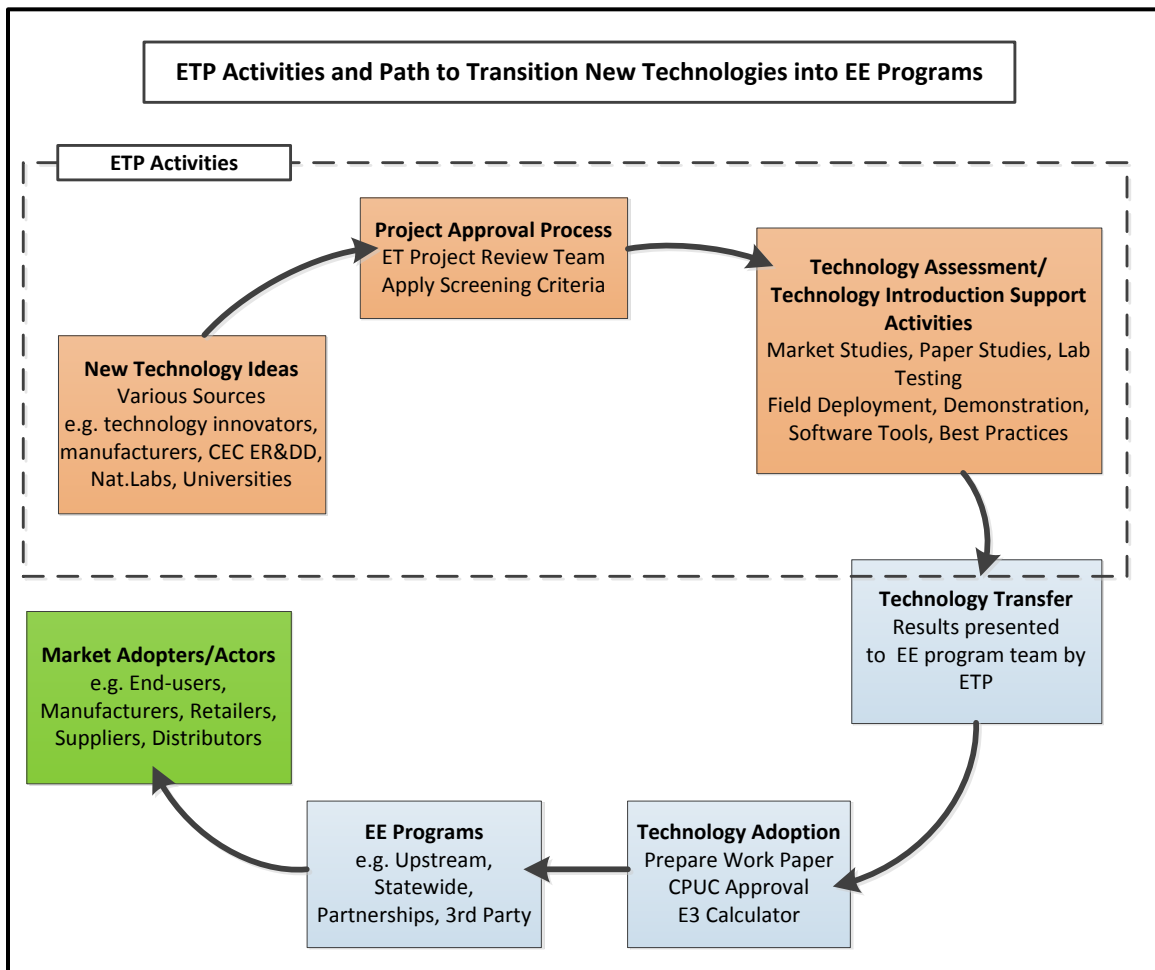 ETP Activities and Path to Transition New Technologies into EE Programs
ETP Activities
Project Approval Process
ET Project Review Team
Apply Screening Criteria
Technology Assessment/
Technology Introduction Support
Activities
Market Studies, Paper Studies, Lab
Testing
Field Deployment, Demonstration,
Software Tools, Best Practices
New Technology Ideas
Various Sources
e.g. technology innovators,
manufacturers, CEC ER&DD,
Nat.Labs, Universities
Technology Transfer
Results presented
to EE program team by
ETP
Market Adopters/Actors
e.g. End-users,
Manufacturers, Retailers,
Suppliers, Distributors
EE Programs
e.g. Upstream,
Statewide,
Partnerships, 3rd Party
Technology Adoption
Prepare Work Paper
CPUC Approval
E3 Calculator